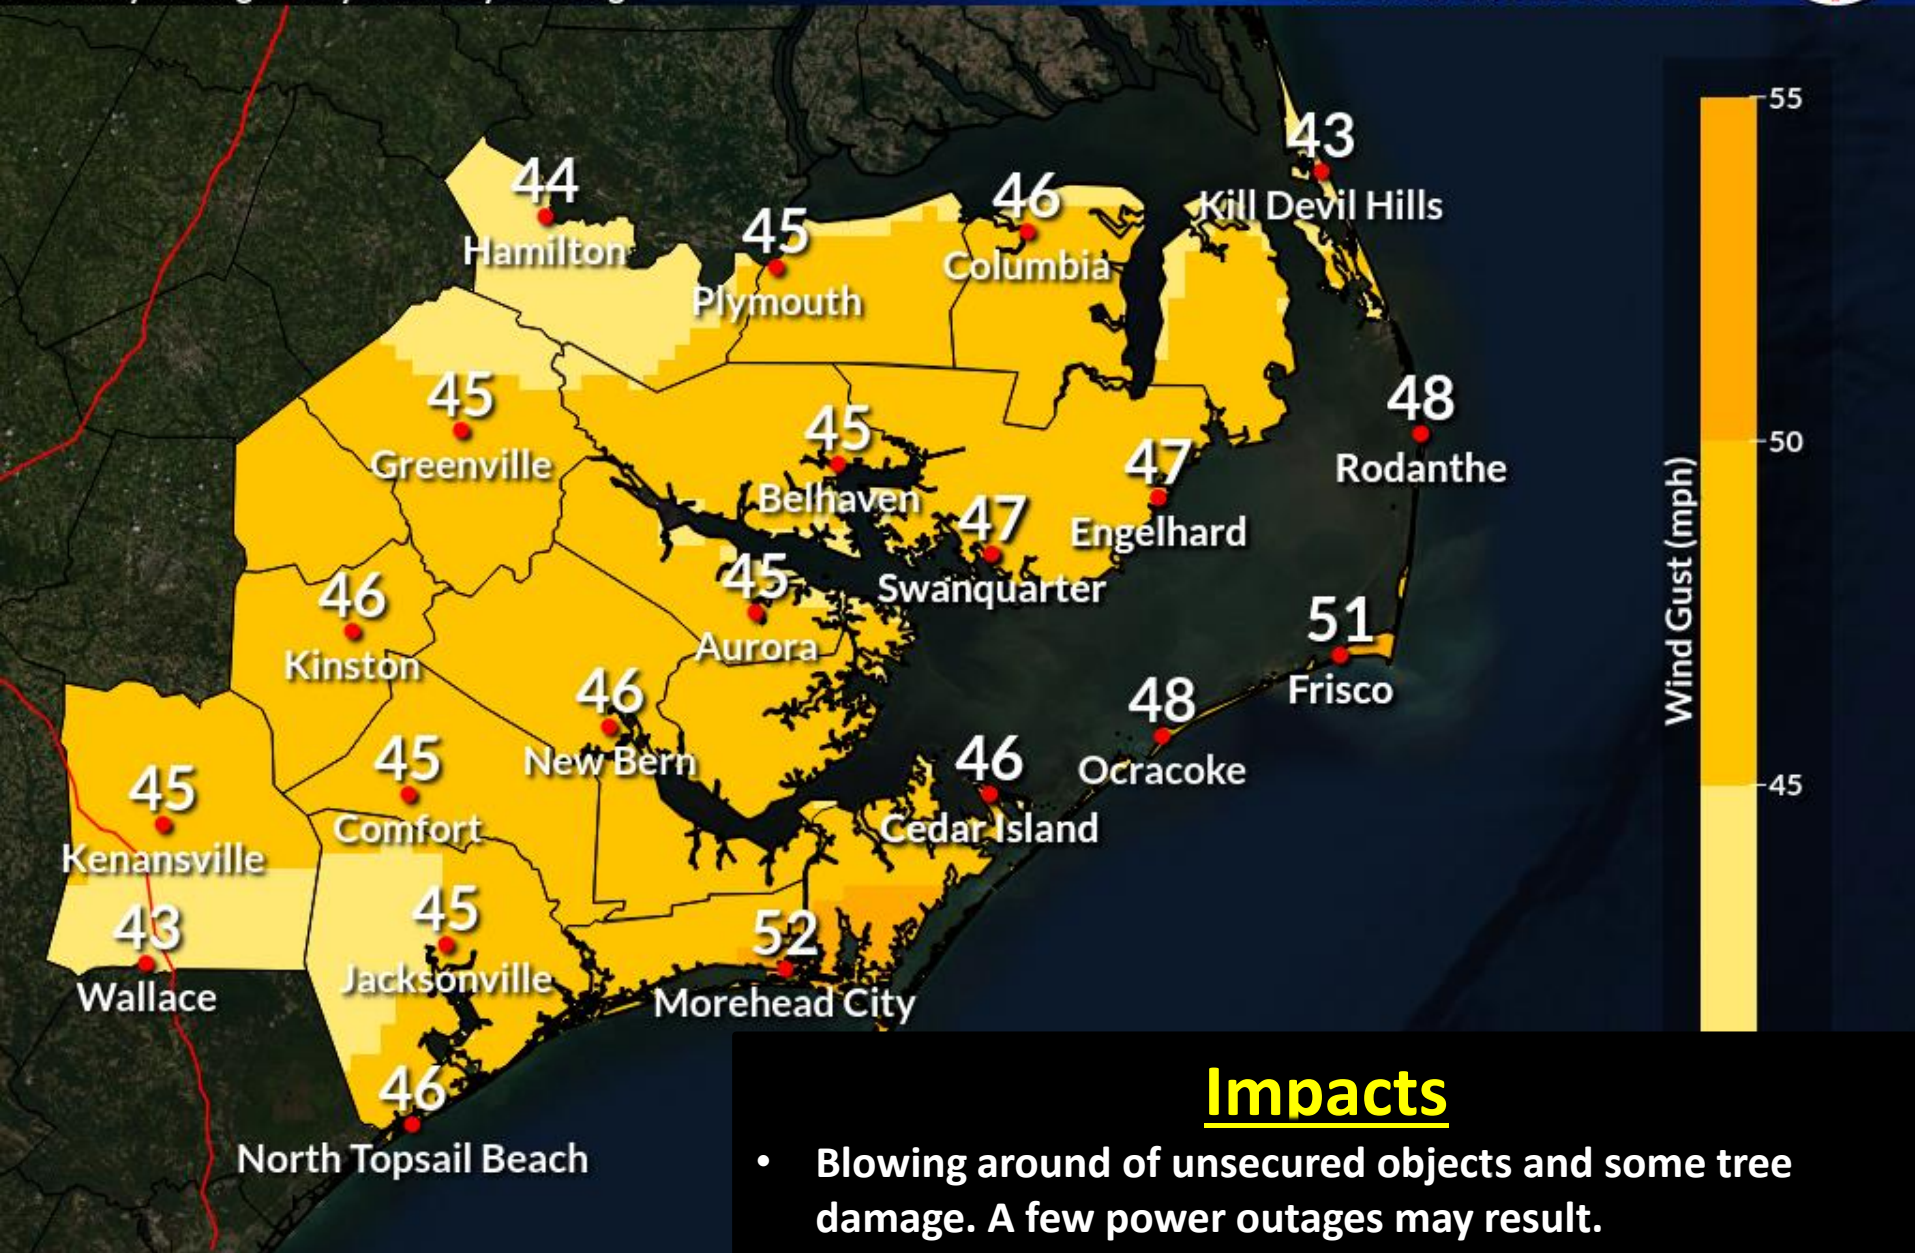 43
Kill Devil Hills
44
Hamilton
45
Plymouth
46
Columbia
45
Greenville
45
Belhaven
47
Engelhard
48
Rodanthe
47
Swanquarter
45
Aurora
46
Kinston
51
Frisco
46
New Bern
48
Ocracoke
45
Kenansville
45
Comfort
46
Cedar Island
43
Wallace
45
Jacksonville
52
Morehead City
46
North Topsail Beach
55
50
45
Wind Gust (mph)
Impacts
• Blowing around of unsecured objects and some tree
damage. A few power outages may result.